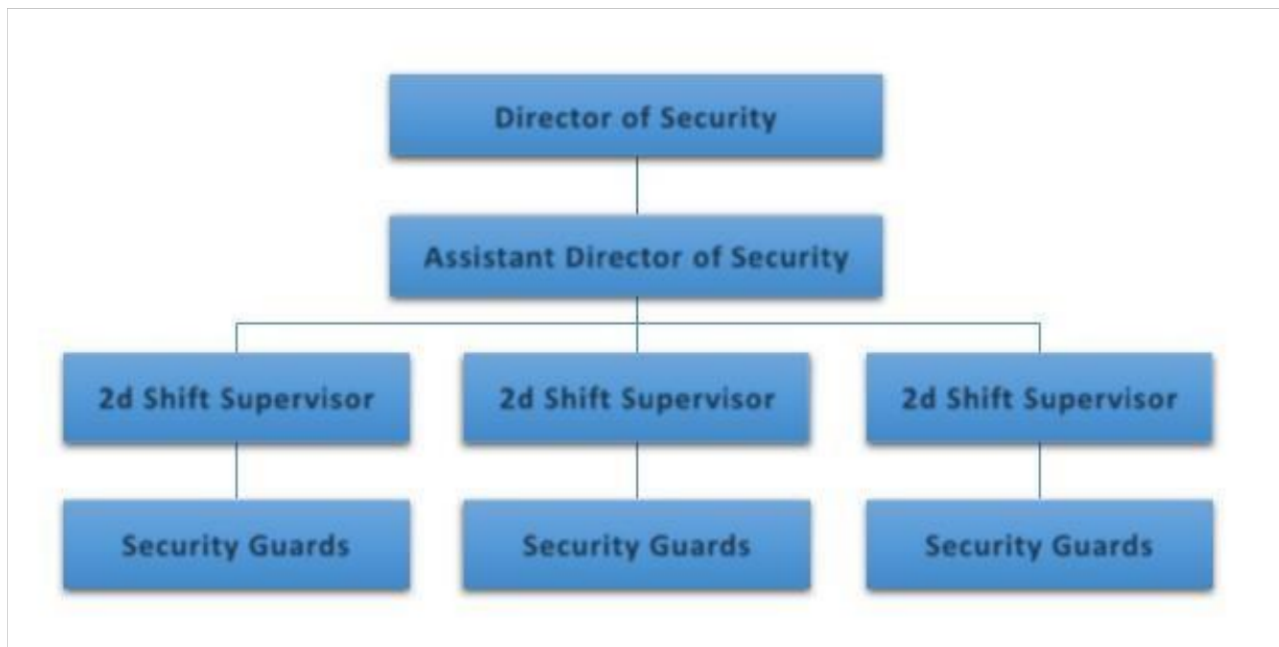 Director of Security
Assistant Director of Security
2d Shift Supervisor
2d Shift Supervisor
2d Shift Supervisor
Security Guards
Security Guards
Security Guards